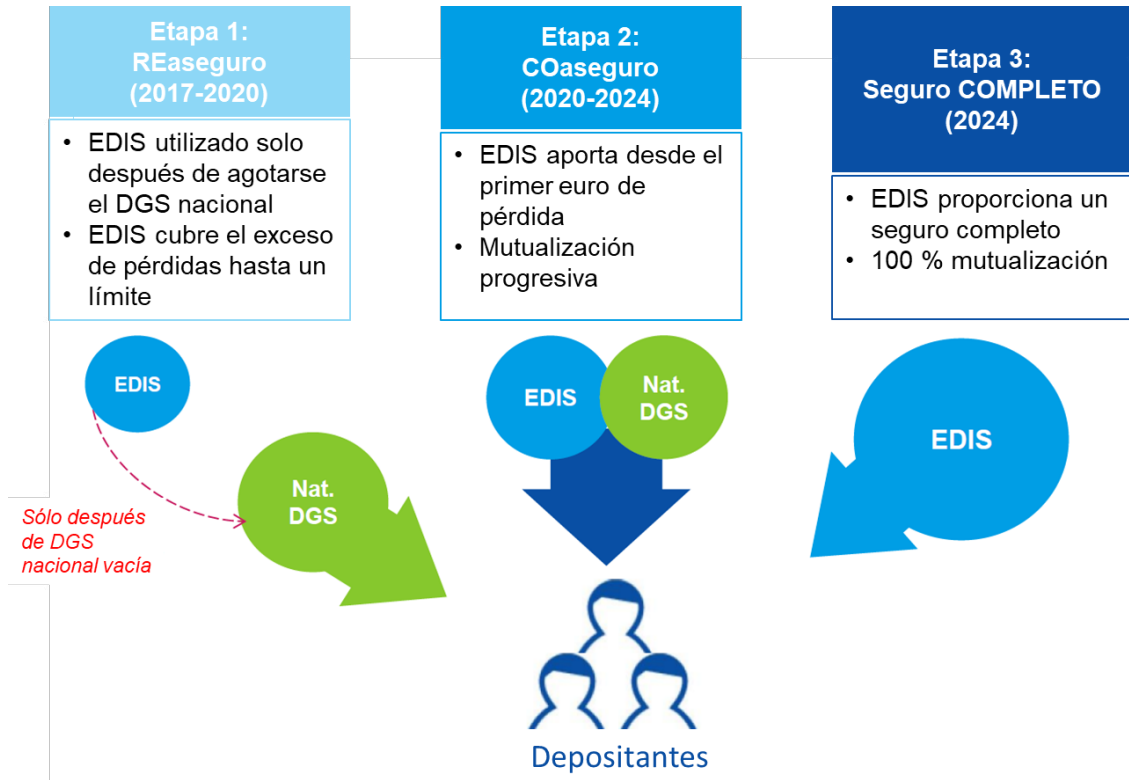 Etapa 1:
REaseguro
(2017-2020)
• EDIS utilizado solo
después de agotarse
el DGS nacional
• EDIS cubre el exceso
de pérdidas hasta un
límite
Etapa 2:
COaseguro
(2020-2024)
• EDIS aporta desde el
primer euro de
pérdida
• Mutualización
progresiva
Etapa 3:
Seguro COMPLETO
(2024)
• EDIS proporciona un
seguro completo
• 100 % mutualización
EDIS
Nat.
DGS
Sólo después
de DGS
nacional vacía
EDIS
Nat.
DGS
EDIS
Depositantes